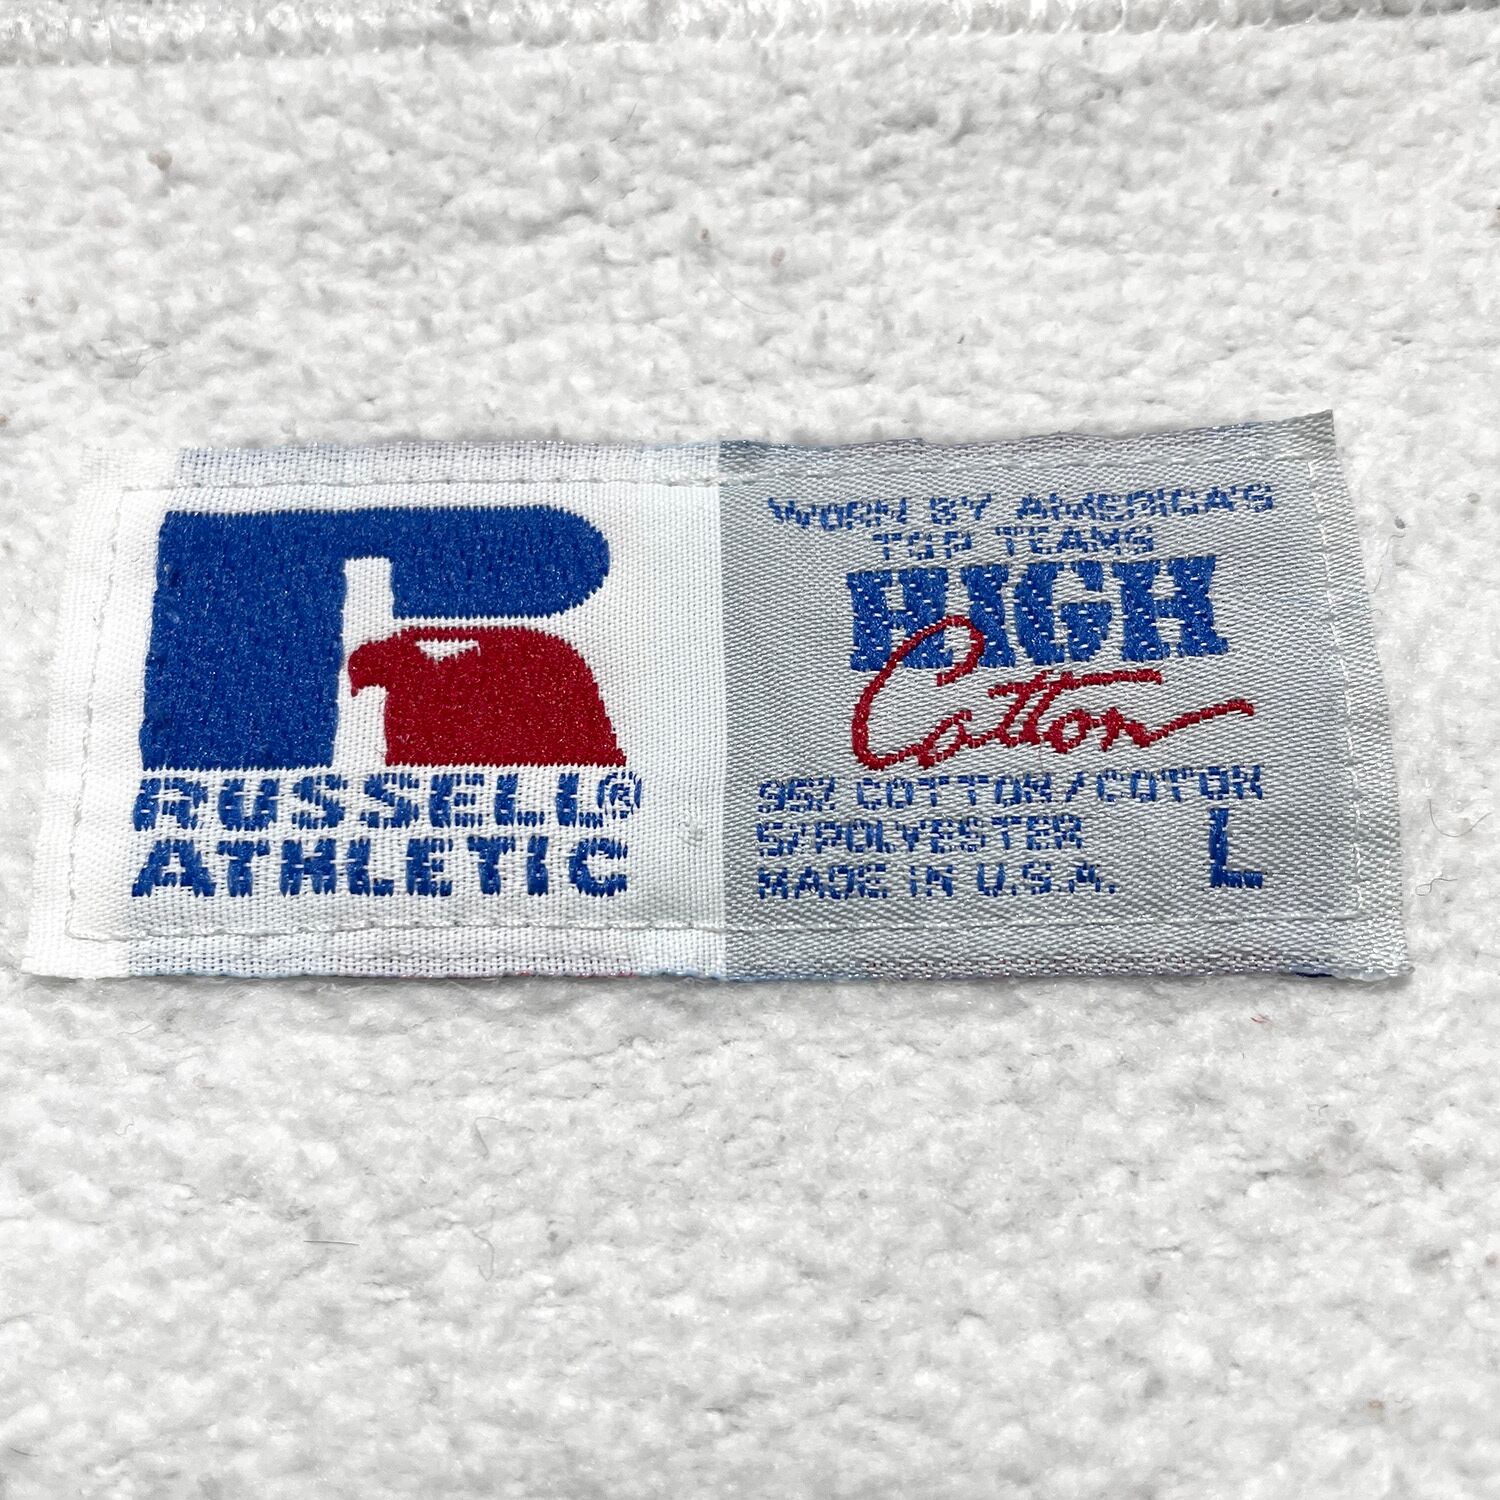 RUSSELL®
ATHLETIC
WORN BY AMERICA'S
TOP TEAMS
HIGH
Cotton
95% COTTON/COTON
5%POLYESTER
MADE IN U.S.A.
L